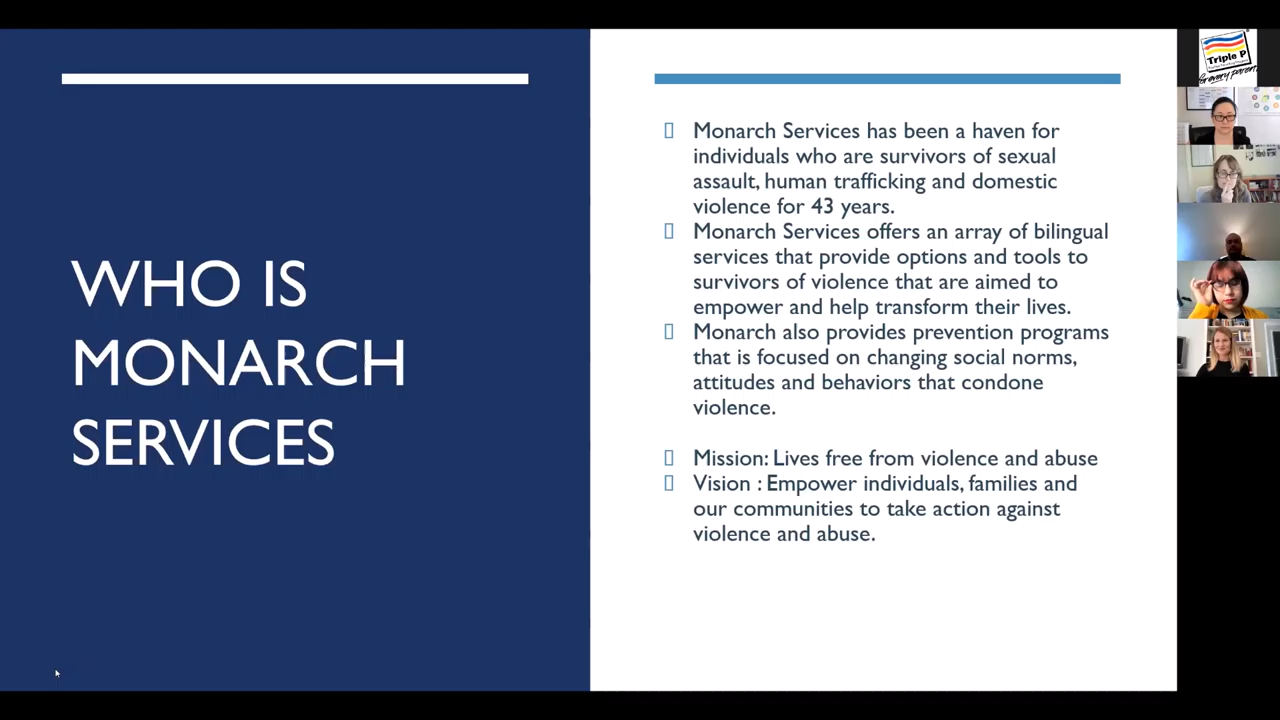 WHO IS
MONARCH
SERVICES
Monarch Services has been a haven for
individuals who are survivors of sexual
assault, human trafficking and domestic
violence for 43 years.
Monarch Services offers an array of bilingual
services that provide options and tools to
survivors of violence that are aimed to
empower and help transform their lives.
Monarch also provides prevention programs
that is focused on changing social norms,
attitudes and behaviors that condone
violence.
Mission: Lives free from violence and abuse
Vision : Empower individuals, families and
our communities to take action against
violence and abuse.
Triple P
for every parent